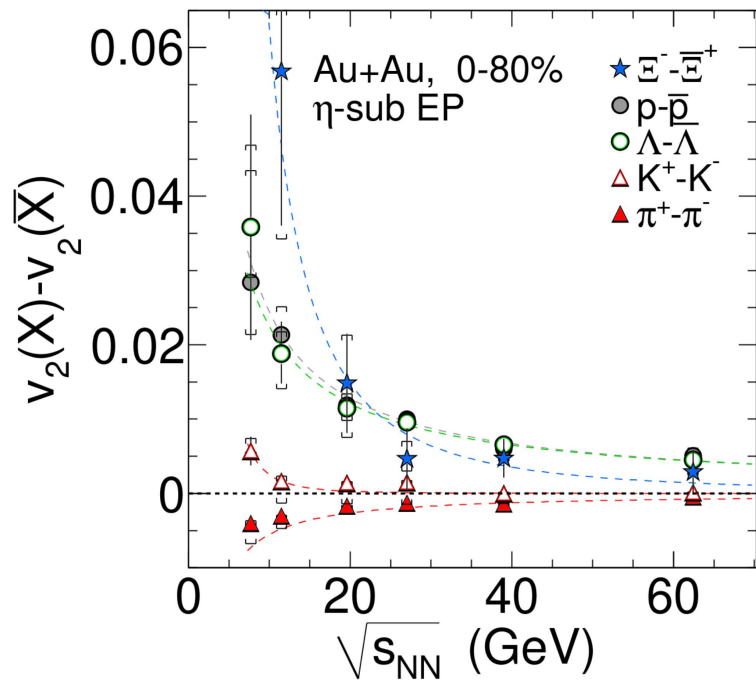 0.06
0.04
0.02
0
v₂(X)-v₂(X̅)
Au+Au, 0-80%
η-sub EP
Ξ⁻-Ξ̅⁺
p-p̅
Λ-Λ̅
K⁺-K⁻
π⁺-π⁻
0 20 40 60
√sNN (GeV)